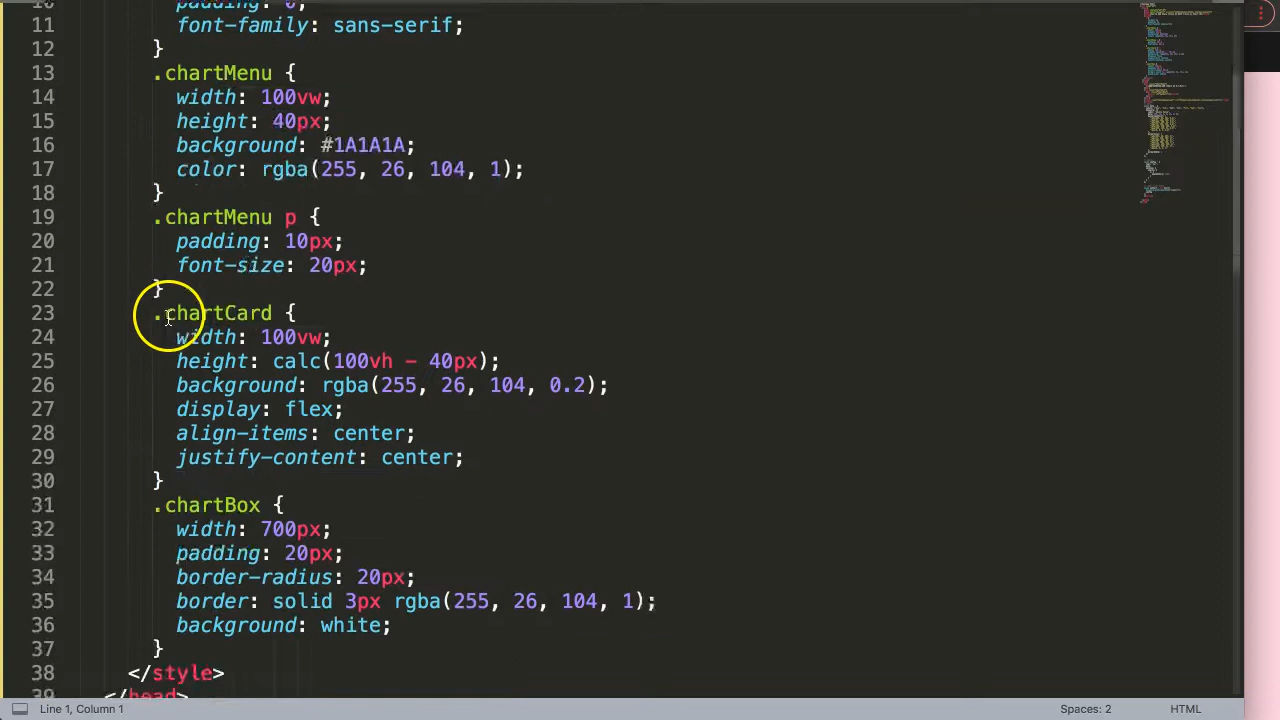 10 padding: 0;
11 font-family: sans-serif;
12 }
13 .chartMenu {
14 width: 100vw;
15 height: 40px;
16 background: #1A1A1A;
17 color: rgba(255, 26, 104, 1);
18 }
19 .chartMenu p {
20 padding: 10px;
21 font-size: 20px;
22 }
23 .chartCard {
24 width: 100vw;
25 height: calc(100vh - 40px);
26 background: rgba(255, 26, 104, 0.2);
27 display: flex;
28 align-items: center;
29 justify-content: center;
30 }
31 .chartBox {
32 width: 700px;
33 padding: 20px;
34 border-radius: 20px;
35 border: solid 3px rgba(255, 26, 104, 1);
36 background: white;
37 }
38 </style>
39 </head>
Line 1, Column 1 Spaces: 2 HTML